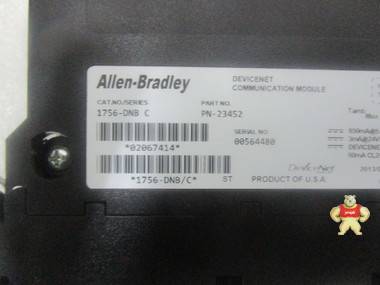 Allen-Bradley
DEVICENET
COMMUNICATION MODULE
CAT.NO/SERIES
PART NO.
1756-DNB C
PN-23452
SERIAL NO
00564480
*02067414*
*1756-DNB/C*
ST
PRODUCT OF U.S.A.
DeviceNet